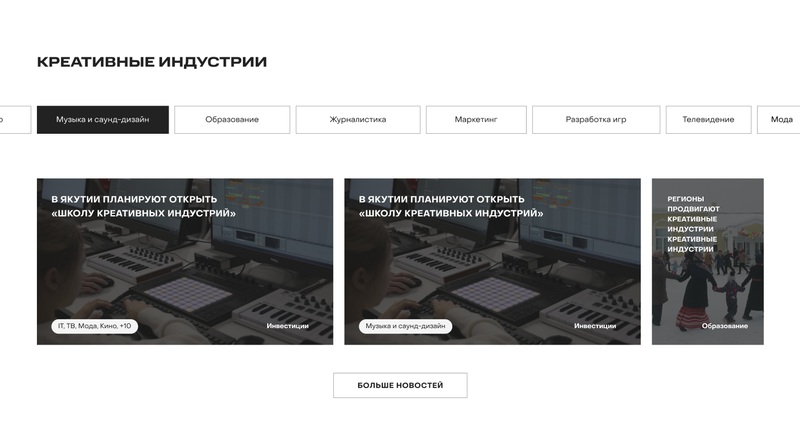 КРЕАТИВНЫЕ ИНДУСТРИИ
Музыка и саунд-дизайн
Образование
Журналистика
Маркетинг
Разработка игр
Телевидение
Мода
В ЯКУТИИ ПЛАНИРУЮТ ОТКРЫТЬ
«ШКОЛУ КРЕАТИВНЫХ ИНДУСТРИЙ»
IT, ТВ, Мода, Кино, +10
Инвестиции
В ЯКУТИИ ПЛАНИРУЮТ ОТКРЫТЬ
«ШКОЛУ КРЕАТИВНЫХ ИНДУСТРИЙ»
Музыка и саунд-дизайн
Инвестиции
РЕГИОНЫ
ПРОДВИГАЮТ
КРЕАТИВНЫЕ
ИНДУСТРИИ
КРЕАТИВНЫЕ
ИНДУСТРИИ
Образование
БОЛЬШЕ НОВОСТЕЙ